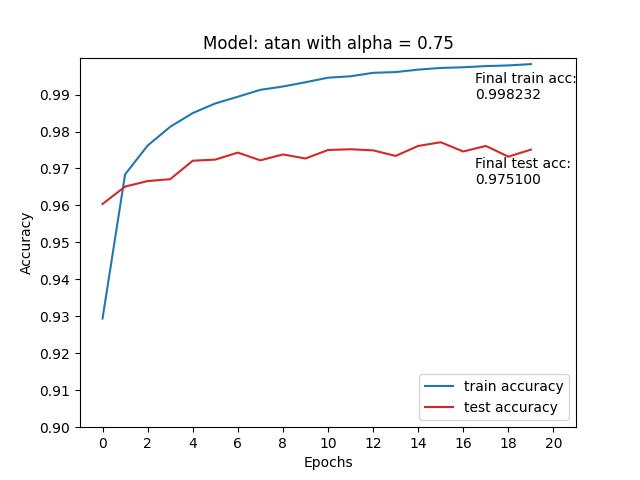 Model: atan with alpha = 0.75
Final train acc:
0.998232
Final test acc:
0.975100
0.99
0.98
0.97
0.96
0.95
0.94
0.93
0.92
0.91
0.90
Accuracy
train accuracy
test accuracy
0 2 4 6 8 10 12 14 16 18 20
Epochs